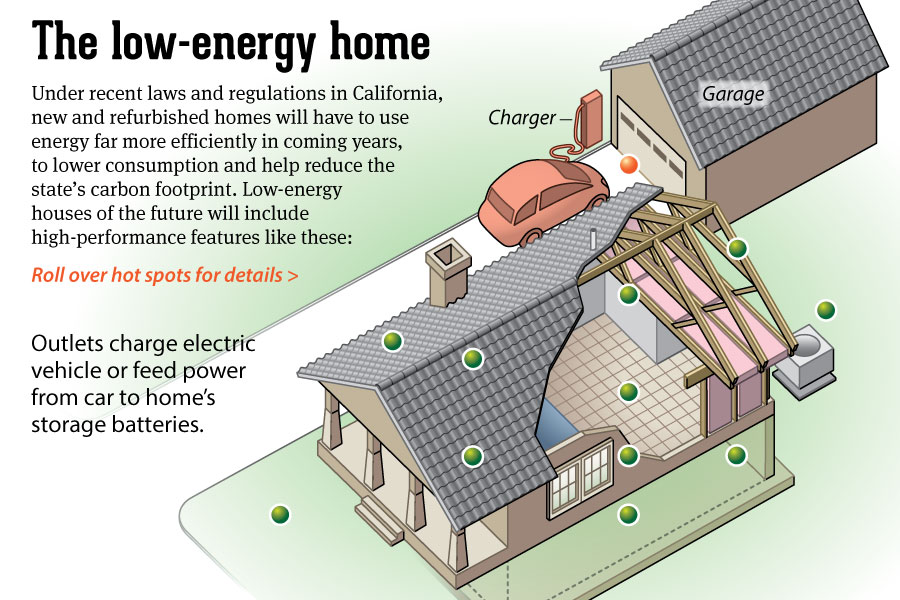 The low-energy home
Under recent laws and regulations in California,
new and refurbished homes will have to use
energy far more efficiently in coming years,
to lower consumption and help reduce the
state’s carbon footprint. Low-energy
houses of the future will include
high-performance features like these:
Roll over hot spots for details >
Outlets charge electric
vehicle or feed power
from car to home’s
storage batteries.
Charger
Garage